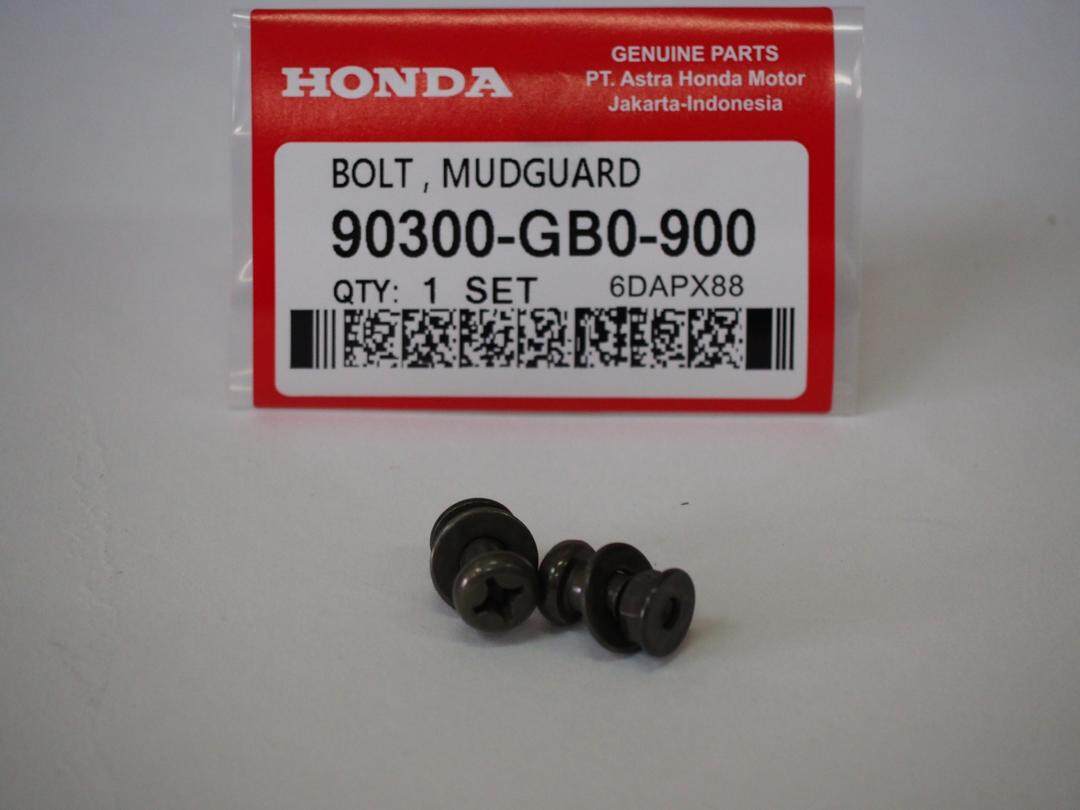 HONDA
GENUINE PARTS
PT. Astra Honda Motor
Jakarta-Indonesia
BOLT , MUDGUARD
90300-GB0-900
QTY: 1 SET 6DAPX88